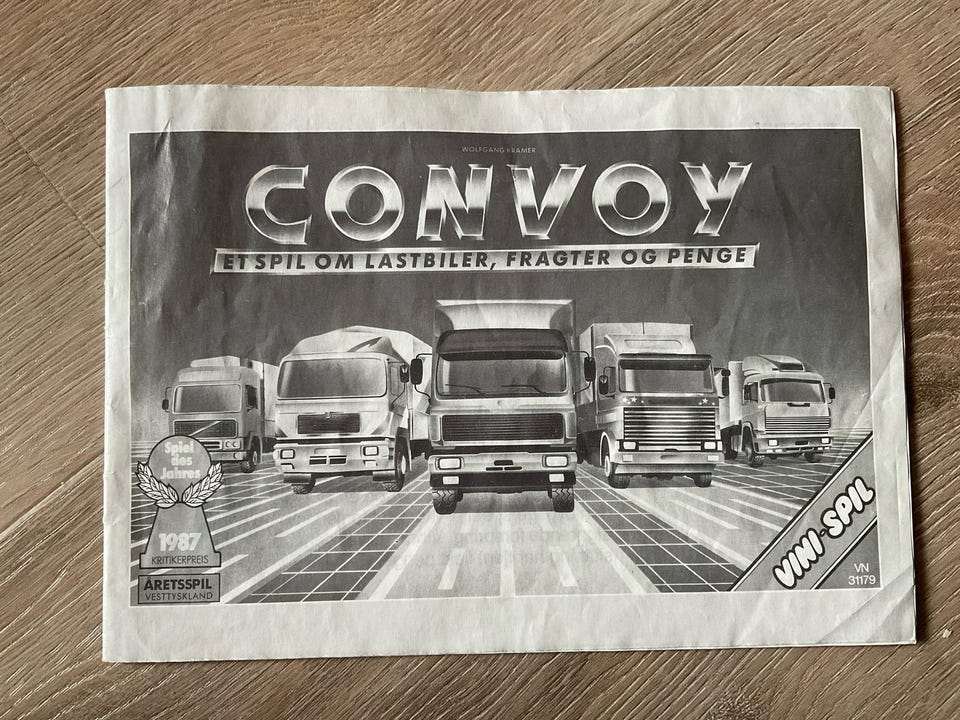 WOLFGANG KRAMER
CONVOY
ET SPIL OM LASTBILER, FRAGTER OG PENGE
Spiel
des
Jahres
1987
KRITIKERPREIS
ÅRETSSPIL
VESTTYSKLAND
VINI-SPIL
VN
31179